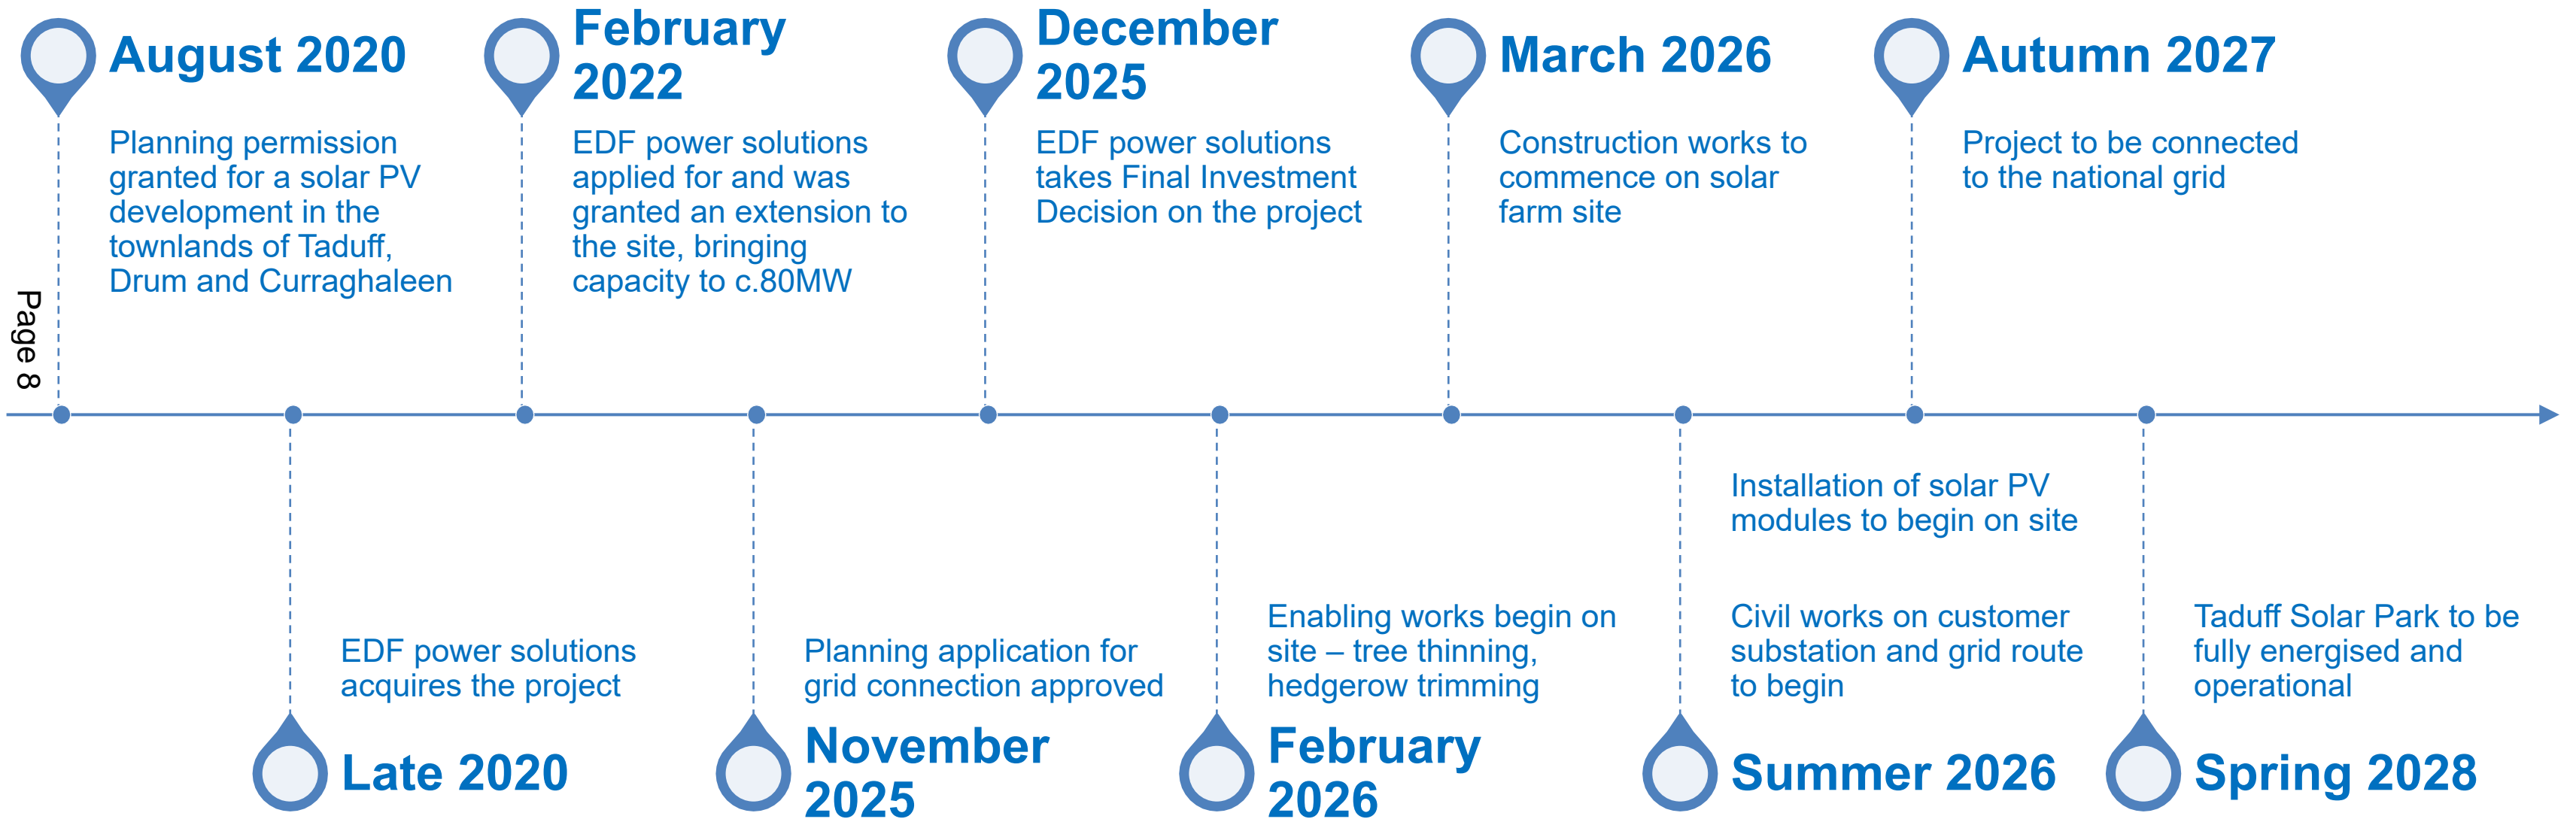 August 2020
Planning permission
granted for a solar PV
development in the
townlands of Taduff,
Drum and Curraghaleen
February
2022
EDF power solutions
applied for and was
granted an extension to
the site, bringing
capacity to c.80MW
December
2025
EDF power solutions
takes Final Investment
Decision on the project
March 2026
Construction works to
commence on solar
farm site
Autumn 2027
Project to be connected
to the national grid
Page 8
EDF power solutions
acquires the project
Late 2020
Planning application for
grid connection approved
November
2025
Enabling works begin on
site – tree thinning,
hedgerow trimming
February
2026
Installation of solar PV
modules to begin on site
Civil works on customer
substation and grid route
to begin
Summer 2026
Taduff Solar Park to be
fully energised and
operational
Spring 2028